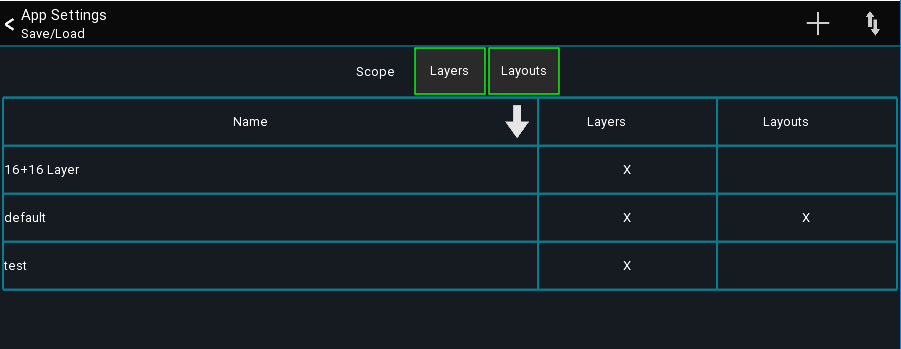 App Settings
Save/Load
Scope Layers Layouts
Name Layers Layouts
16+16 Layer X
default X X
test X